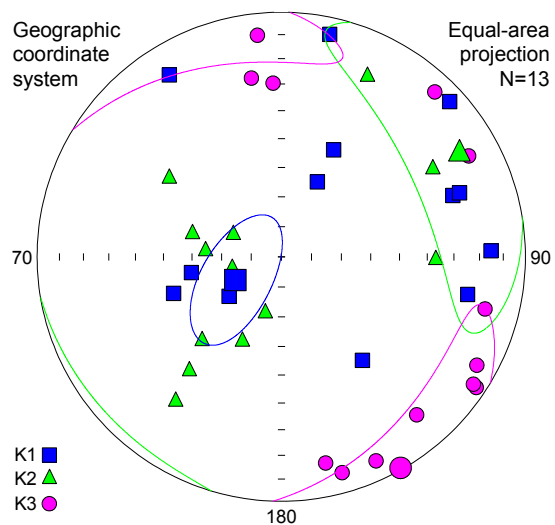 Geographic
coordinate
system
Equal-area
projection
N=13
70
90
180
K1
K2
K3